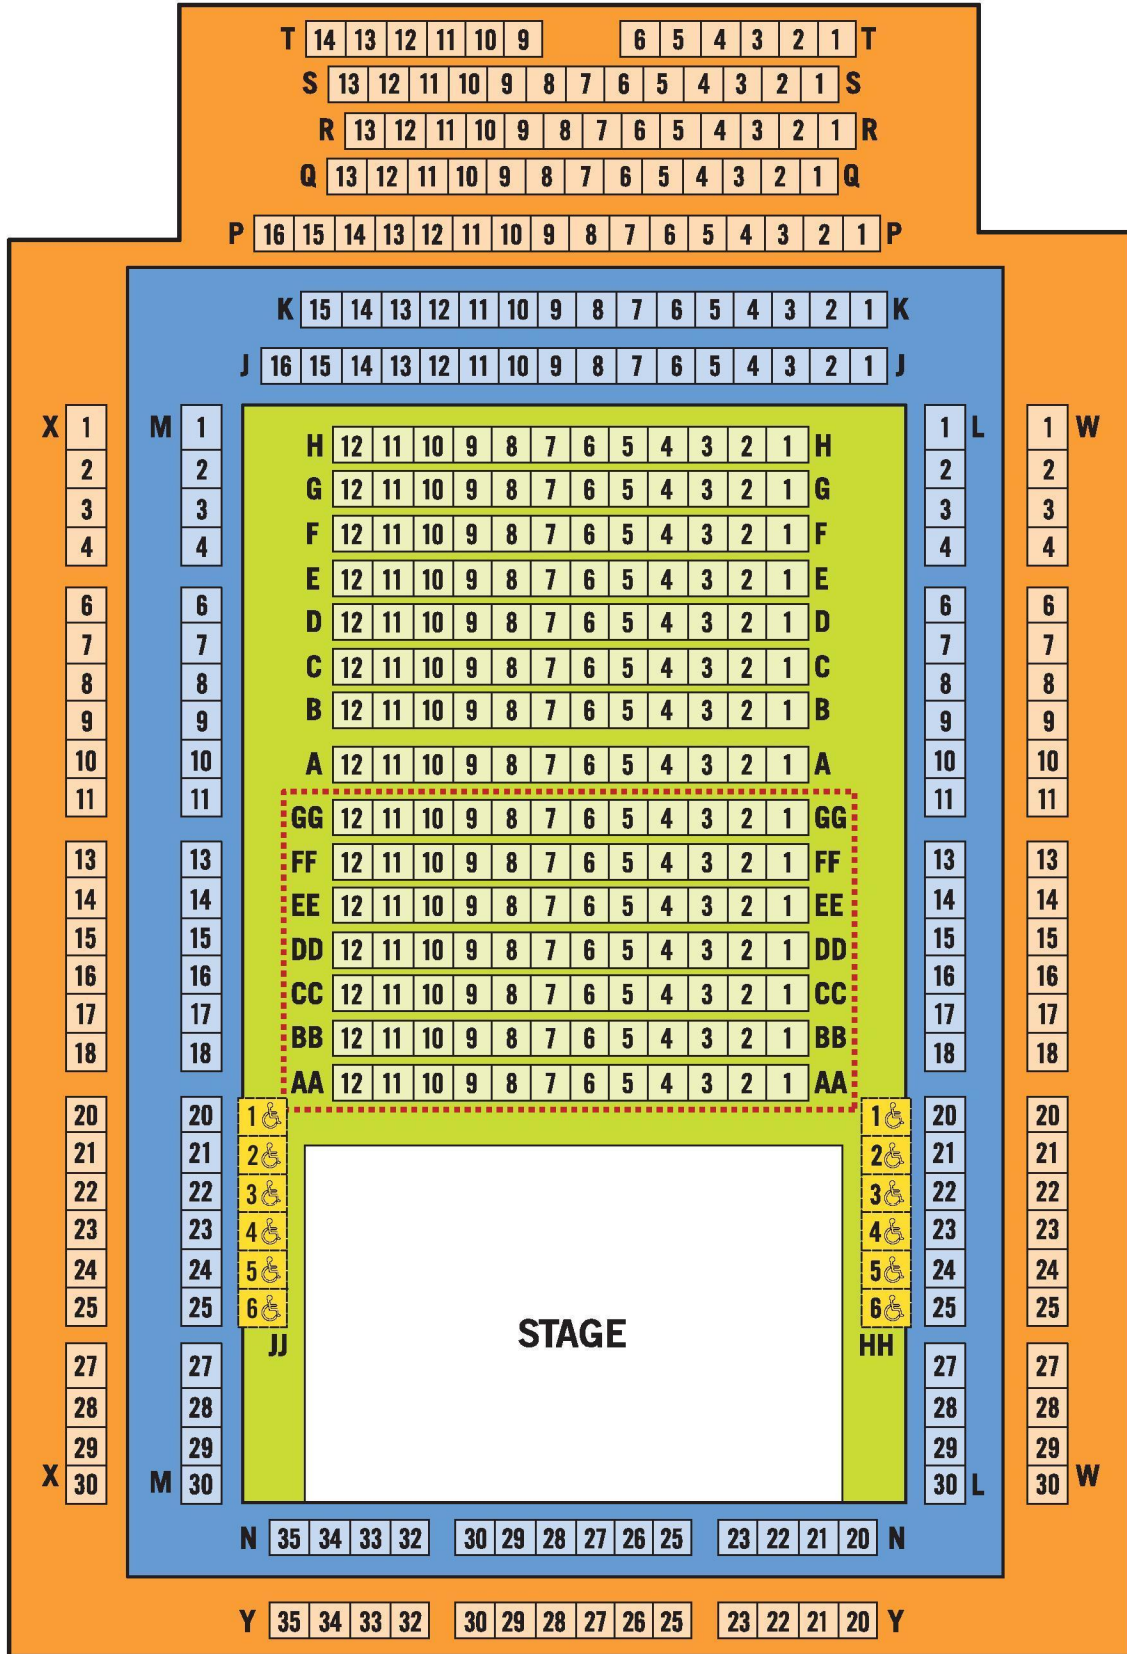 T 14 13 12 11 10 9 6 5 4 3 2 1 T
S 13 12 11 10 9 8 7 6 5 4 3 2 1 S
R 13 12 11 10 9 8 7 6 5 4 3 2 1 R
Q 13 12 11 10 9 8 7 6 5 4 3 2 1 Q
P 16 15 14 13 12 11 10 9 8 7 6 5 4 3 2 1 P
K 15 14 13 12 11 10 9 8 7 6 5 4 3 2 1 K
J 16 15 14 13 12 11 10 9 8 7 6 5 4 3 2 1 J
X 1 M 1 1 L 1 W
H 12 11 10 9 8 7 6 5 4 3 2 1 H
2 2 2 2
G 12 11 10 9 8 7 6 5 4 3 2 1 G
3 3 3 3
F 12 11 10 9 8 7 6 5 4 3 2 1 F
4 4 4 4
E 12 11 10 9 8 7 6 5 4 3 2 1 E
6 6 6 6
D 12 11 10 9 8 7 6 5 4 3 2 1 D
7 7 7 7
C 12 11 10 9 8 7 6 5 4 3 2 1 C
8 8 8 8
B 12 11 10 9 8 7 6 5 4 3 2 1 B
9 9 9 9
A 12 11 10 9 8 7 6 5 4 3 2 1 A
10 10 10 10
11 11 11 11
GG 12 11 10 9 8 7 6 5 4 3 2 1 GG
FF 12 11 10 9 8 7 6 5 4 3 2 1 FF
13 13 13 13
EE 12 11 10 9 8 7 6 5 4 3 2 1 EE
14 14 14 14
DD 12 11 10 9 8 7 6 5 4 3 2 1 DD
15 15 15 15
16 16 16 16
CC 12 11 10 9 8 7 6 5 4 3 2 1 CC
17 17 17 17
BB 12 11 10 9 8 7 6 5 4 3 2 1 BB
18 18 18 18
AA 12 11 10 9 8 7 6 5 4 3 2 1 AA
20 20 1 1 20 20
21 21 2 2 21 21
22 22 3 3 22 22
23 23 4 4 23 23
24 24 5 5 24 24
25 25 6 6 25 25
STAGE
JJ HH
27 27 27 27
28 28 28 28
29 29 29 29
X 30 M 30 30 L 30 W
N 35 34 33 32 30 29 28 27 26 25 23 22 21 20 N
Y 35 34 33 32 30 29 28 27 26 25 23 22 21 20 Y